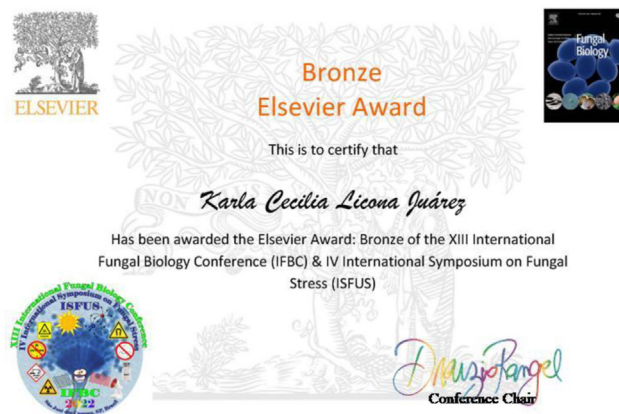 ELSEVIER
Fungal
Biology
Bronze
Elsevier Award
This is to certify that
NON
Karla Cecilia Licona Juárez
Has been awarded the Elsevier Award: Bronze of the XIII International
Fungal Biology Conference (IFBC) & IV International Symposium on Fungal
Stress (ISFUS)
XIII International Fungal Biology Conference
IV International Symposium on Fungal Stress
ISFUS
IFBC
2022
Drauzio Rangel
Conference Chair